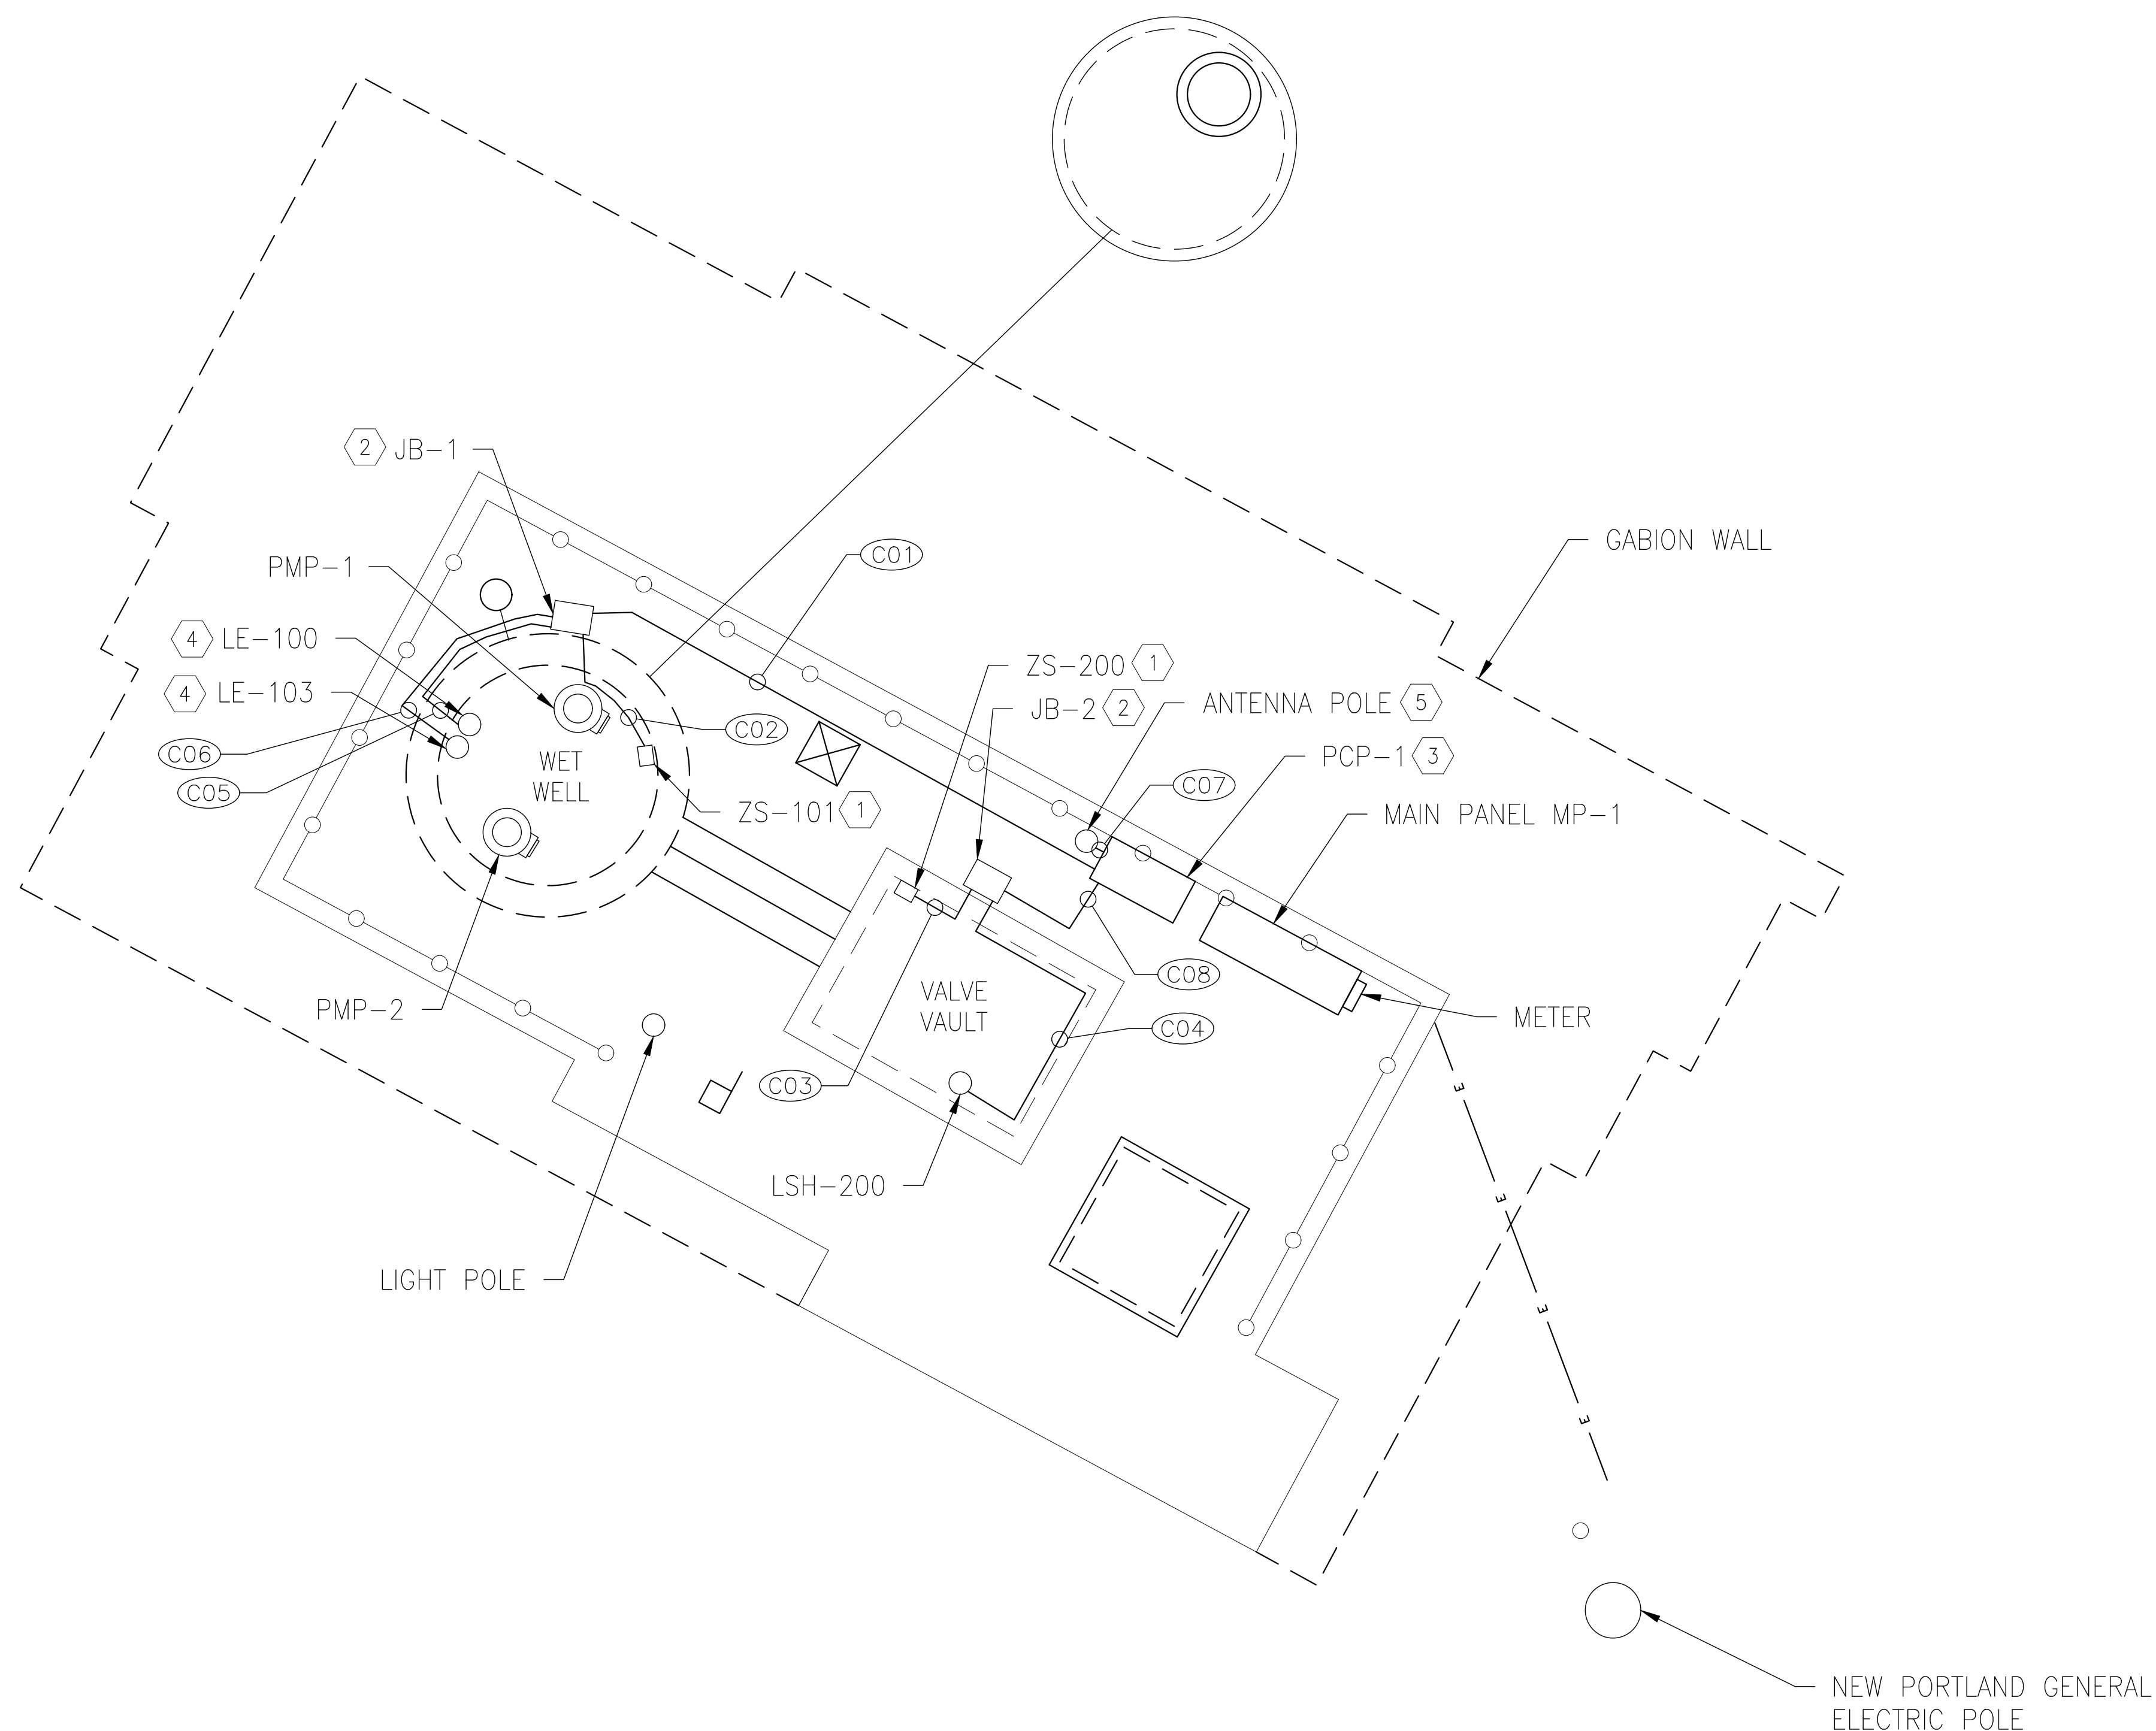 2 JB-1
C01
GABION WALL
PMP-1
4 LE-100
ZS-200 1
4 LE-103
JB-2 2
ANTENNA POLE 5
C02
C06
PCP-1 3
WET
WELL
C05
C07
ZS-101 1
MAIN PANEL MP-1
C08
VALVE
VAULT
PMP-2
METER
C04
C03
E
LSH-200
E
LIGHT POLE
E
E
NEW PORTLAND GENERAL
ELECTRIC POLE